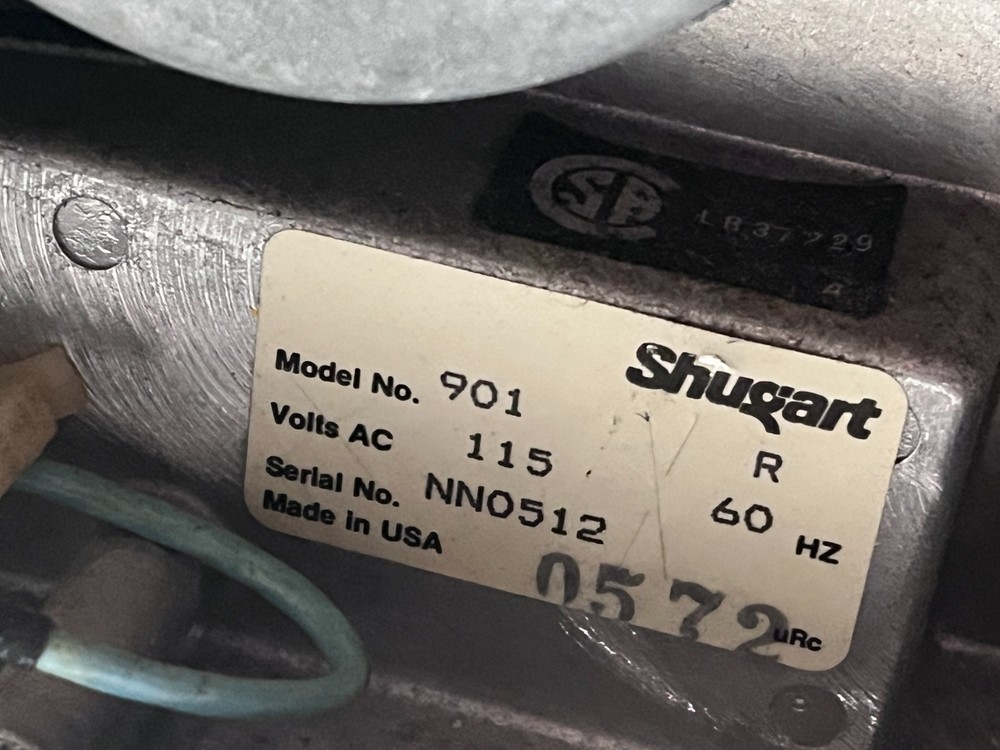 LR37729
A
Shugart
Model No. 901 R
Volts AC 115 60 HZ
Serial No. NN0512
Made in USA
0572
uRc